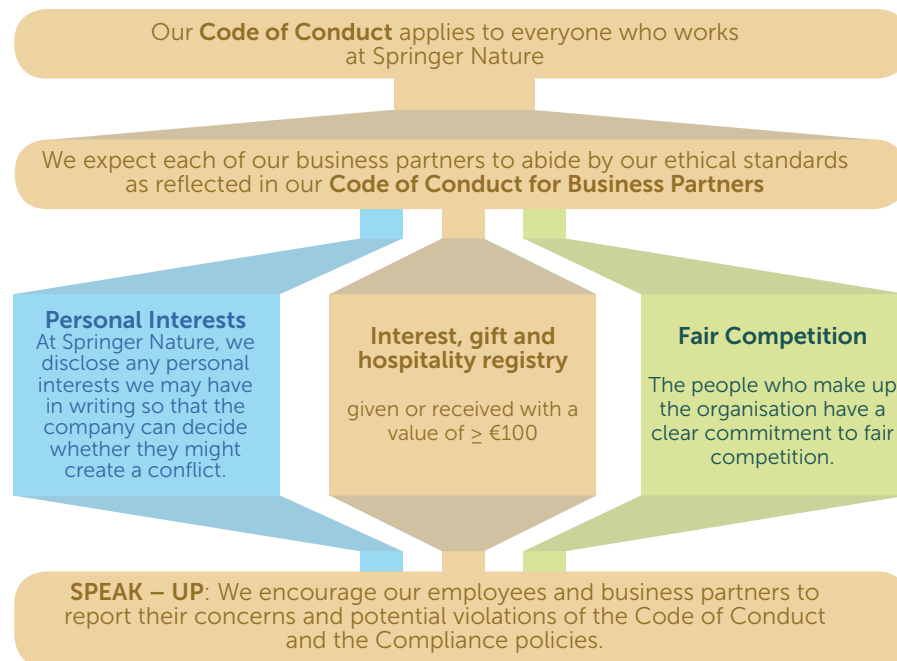 Our Code of Conduct applies to everyone who works
at Springer Nature
We expect each of our business partners to abide by our ethical standards
as reflected in our Code of Conduct for Business Partners
Personal Interests
At Springer Nature, we
disclose any personal
interests we may have
in writing so that the
company can decide
whether they might
create a conflict.
Interest, gift and
hospitality registry
given or received with a
value of ≥ €100
Fair Competition
The people who make up
the organisation have a
clear commitment to fair
competition.
SPEAK – UP: We encourage our employees and business partners to
report their concerns and potential violations of the Code of Conduct
and the Compliance policies.